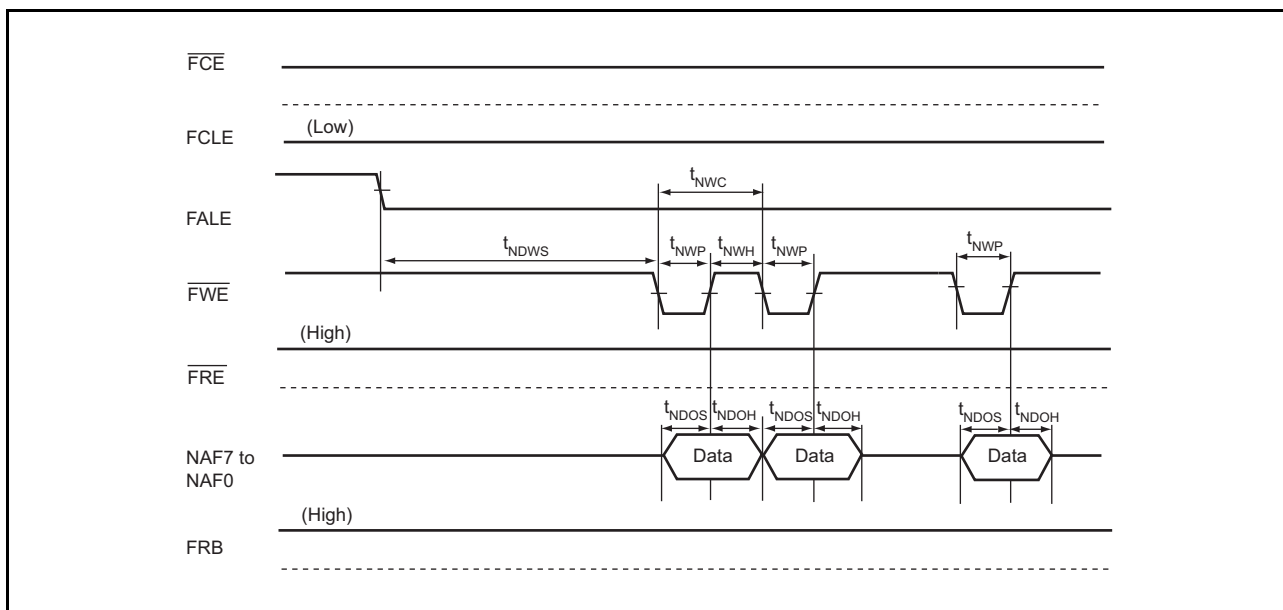 FCE
FCLE (Low)
tNWC
FALE
tNDWS tNWP tNWH tNWP tNWP
FWE
(High)
FRE
tNDOS tNDOH tNDOS tNDOH tNDOS tNDOH
NAF7 to Data Data Data
NAF0
(High)
FRB